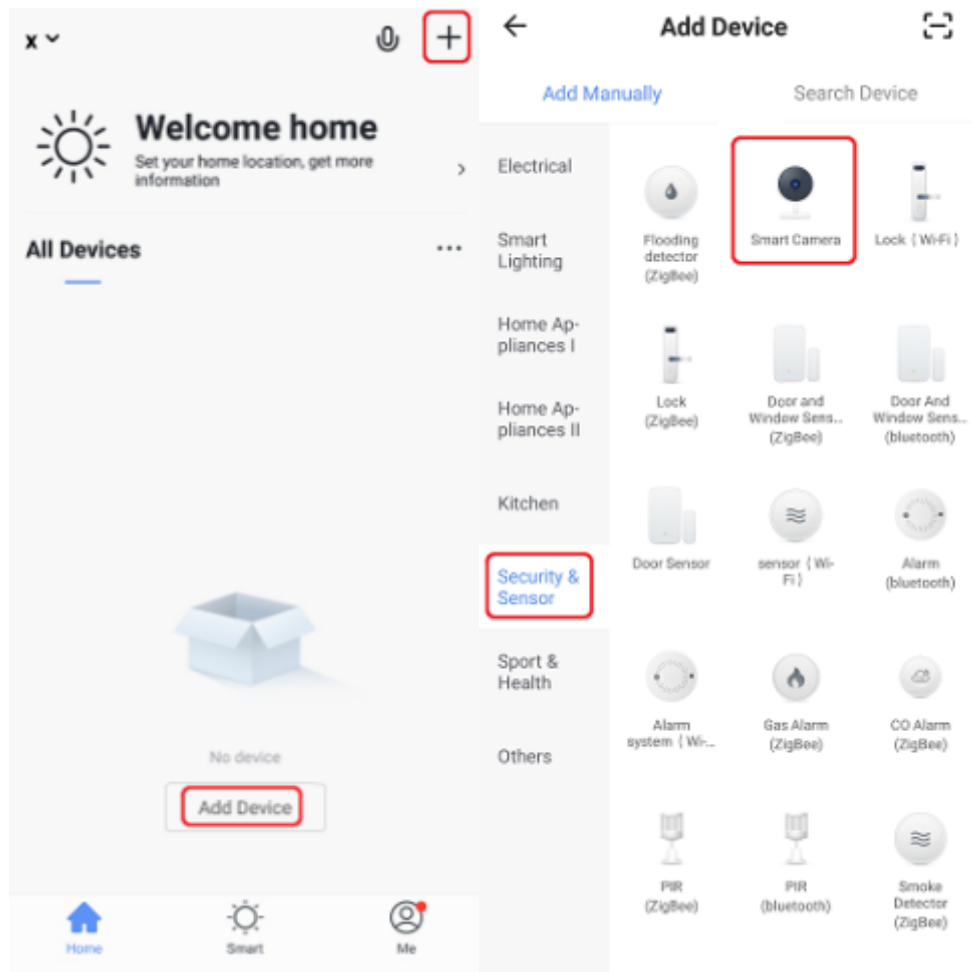 x
Welcome home
Set your home location, get more
information
All Devices
No device
Add Device
Home
Smart
Me
Add Device
Add Manually
Search Device
Electrical
Smart
Lighting
Home Ap-
pliances I
Home Ap-
pliances II
Kitchen
Security &
Sensor
Sport &
Health
Others
Flooding
detector
(ZigBee)
Smart Camera
Lock (Wi-Fi)
Lock
(ZigBee)
Door and
Window Sens...
(ZigBee)
Door And
Window Sens...
(bluetooth)
Door Sensor
sensor (Wi-
Fi)
Alarm
(bluetooth)
Alarm
system (Wi-...
Gas Alarm
(ZigBee)
CO Alarm
(ZigBee)
PIR
(ZigBee)
PIR
(bluetooth)
Smoke
Detector
(ZigBee)